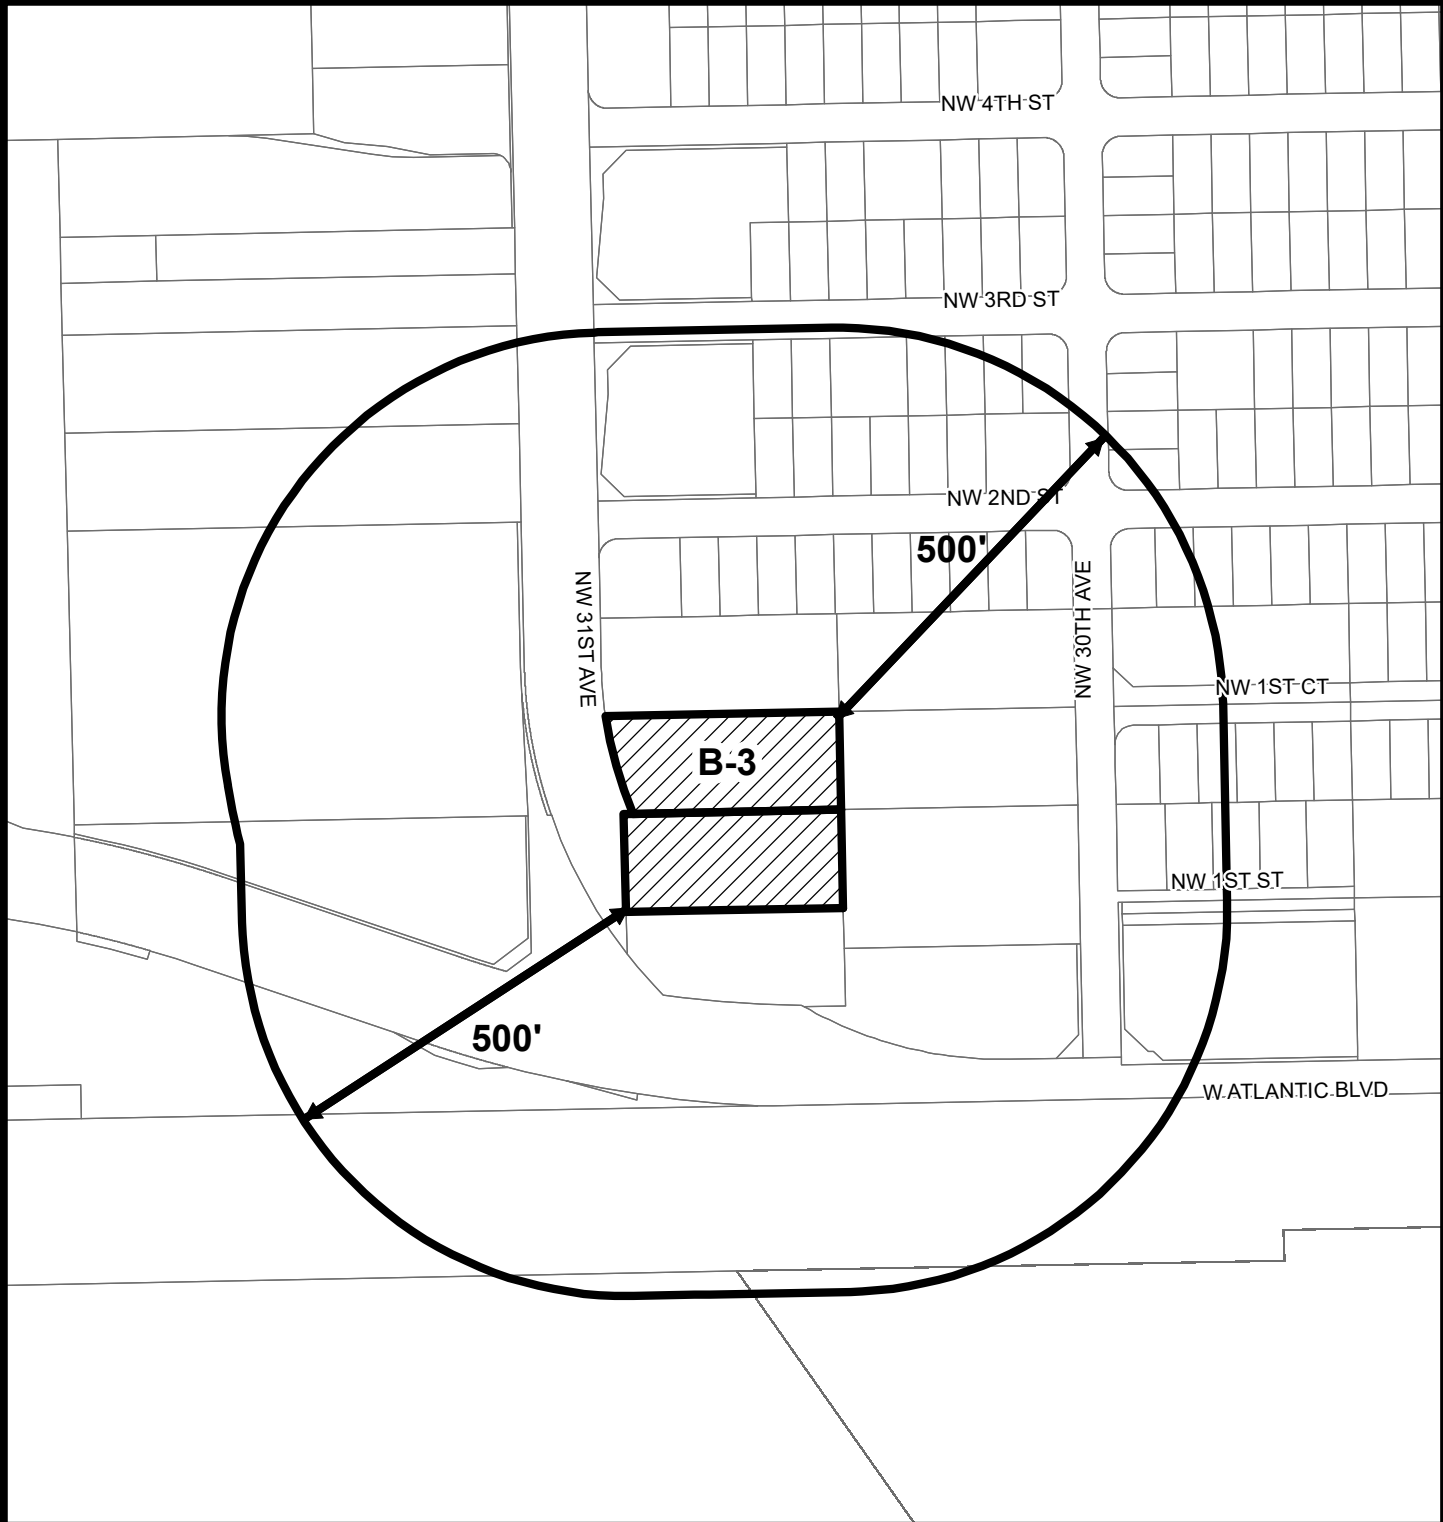 NW 4TH ST
NW 3RD ST
NW 2ND ST
500'
NW 31ST AVE
NW 30TH AVE
NW 1ST CT
B-3
NW 1ST ST
500'
W ATLANTIC BLVD